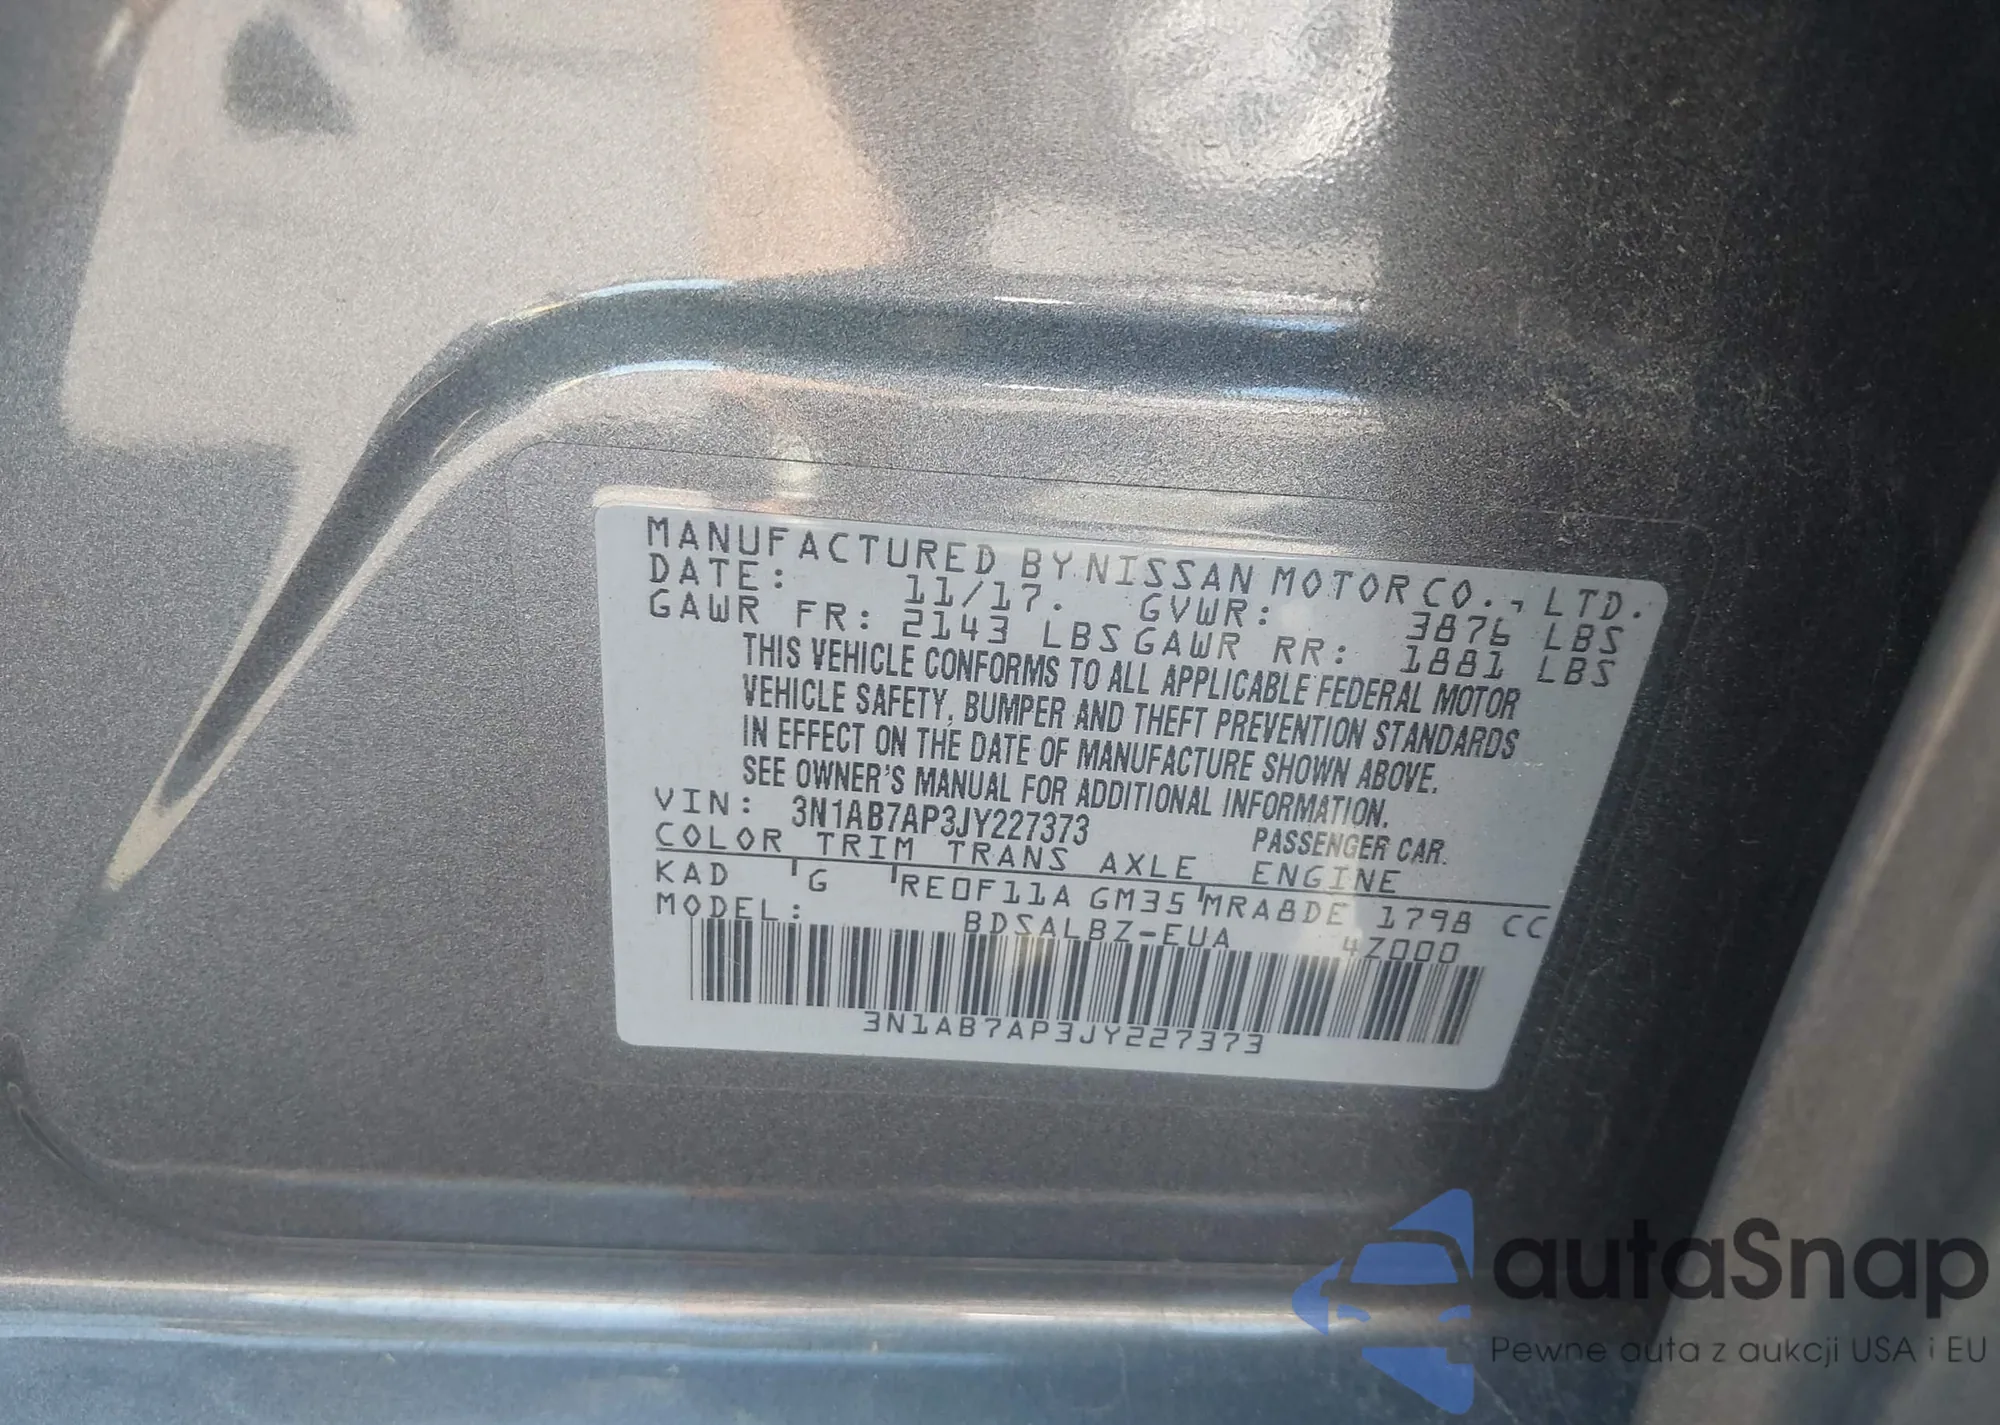 MANUFACTURED BY NISSAN MOTOR CO., LTD.
DATE: 11/17. GVWR: 3876 LBS
GAWR FR: 2143 LBS GAWR RR: 1881 LBS
THIS VEHICLE CONFORMS TO ALL APPLICABLE FEDERAL MOTOR
VEHICLE SAFETY, BUMPER AND THEFT PREVENTION STANDARDS
IN EFFECT ON THE DATE OF MANUFACTURE SHOWN ABOVE.
SEE OWNER'S MANUAL FOR ADDITIONAL INFORMATION.
VIN: 3N1AB7AP3JY227373 PASSENGER CAR.
COLOR TRIM TRANS AXLE ENGINE
KAD G RE0F11A GM35 MRA8DE 1798 CC
MODEL: BDSALBZ-EUA 4Z000
3N1AB7AP3JY227373
autaSnap
Pewne auta z aukcji USA i EU